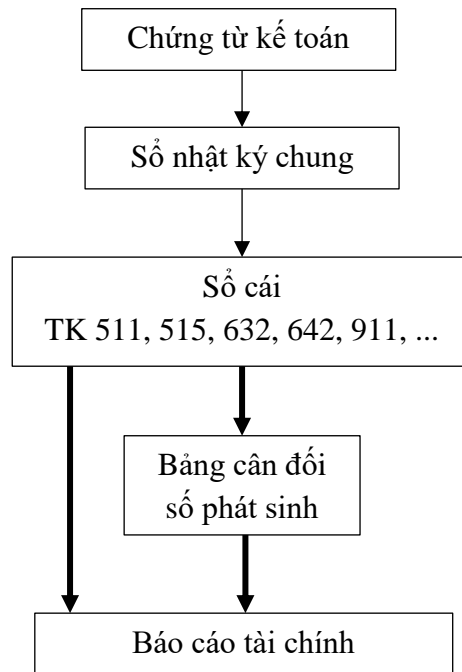 Chứng từ kế toán
Sổ nhật ký chung
Sổ cái
TK 511, 515, 632, 642, 911, ...
Bảng cân đối
số phát sinh
Báo cáo tài chính